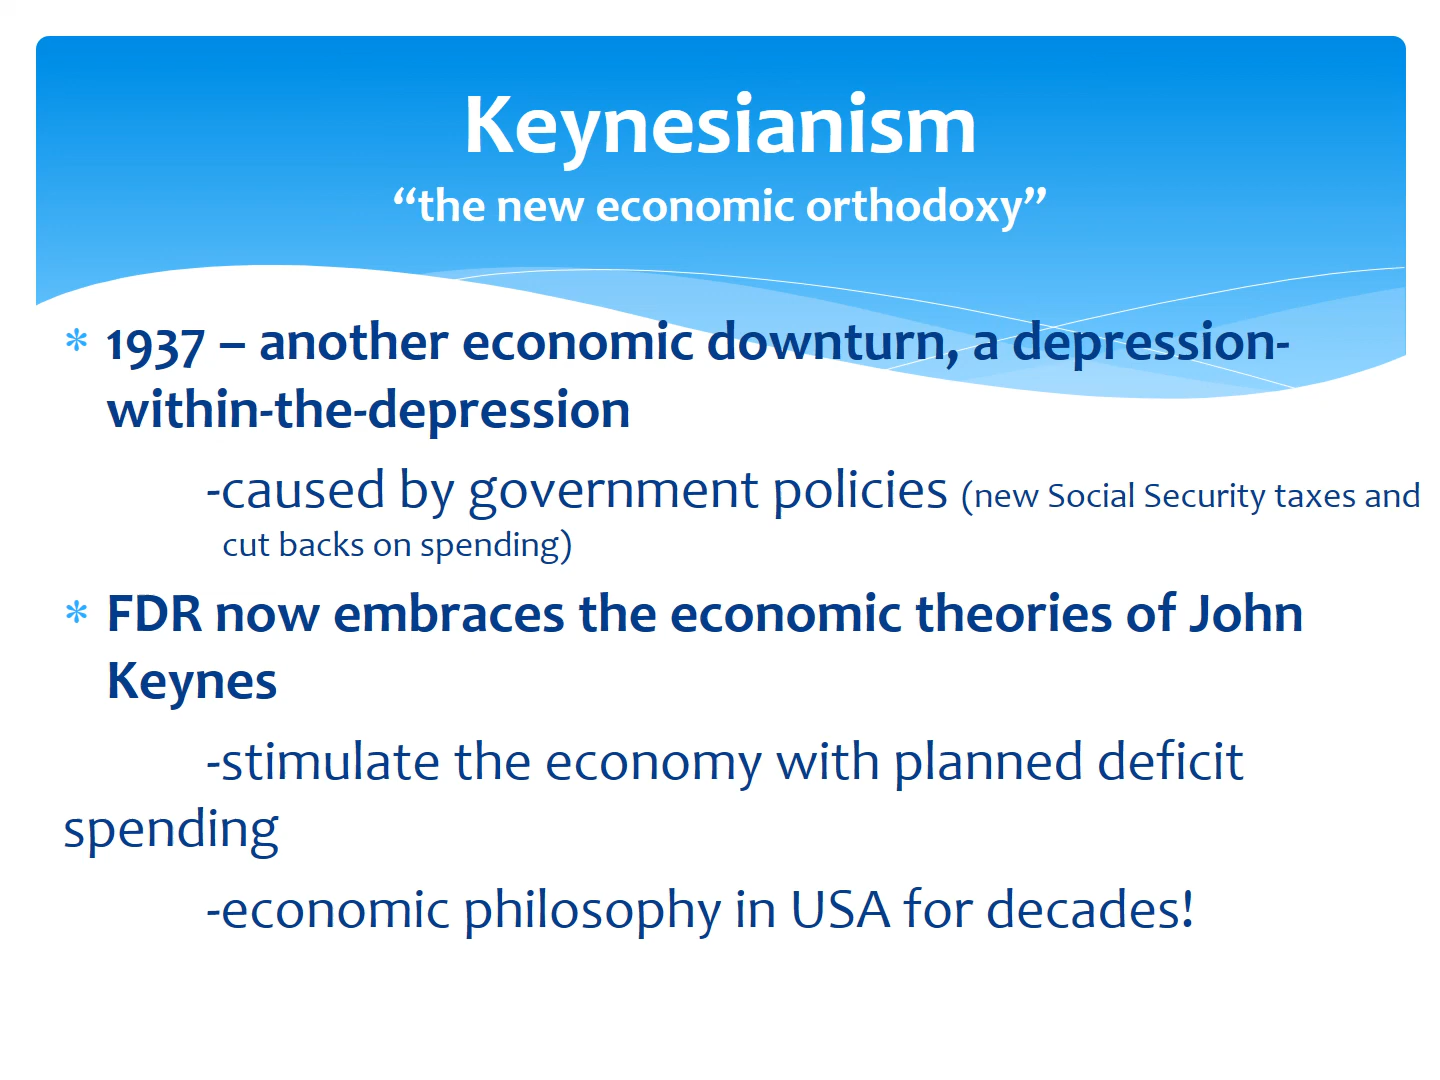 Keynesianism
“the new economic orthodoxy”
* 1937 – another economic downturn, a depression-
within-the-depression
-caused by government policies (new Social Security taxes and
cut backs on spending)
* FDR now embraces the economic theories of John
Keynes
-stimulate the economy with planned deficit
spending
-economic philosophy in USA for decades!